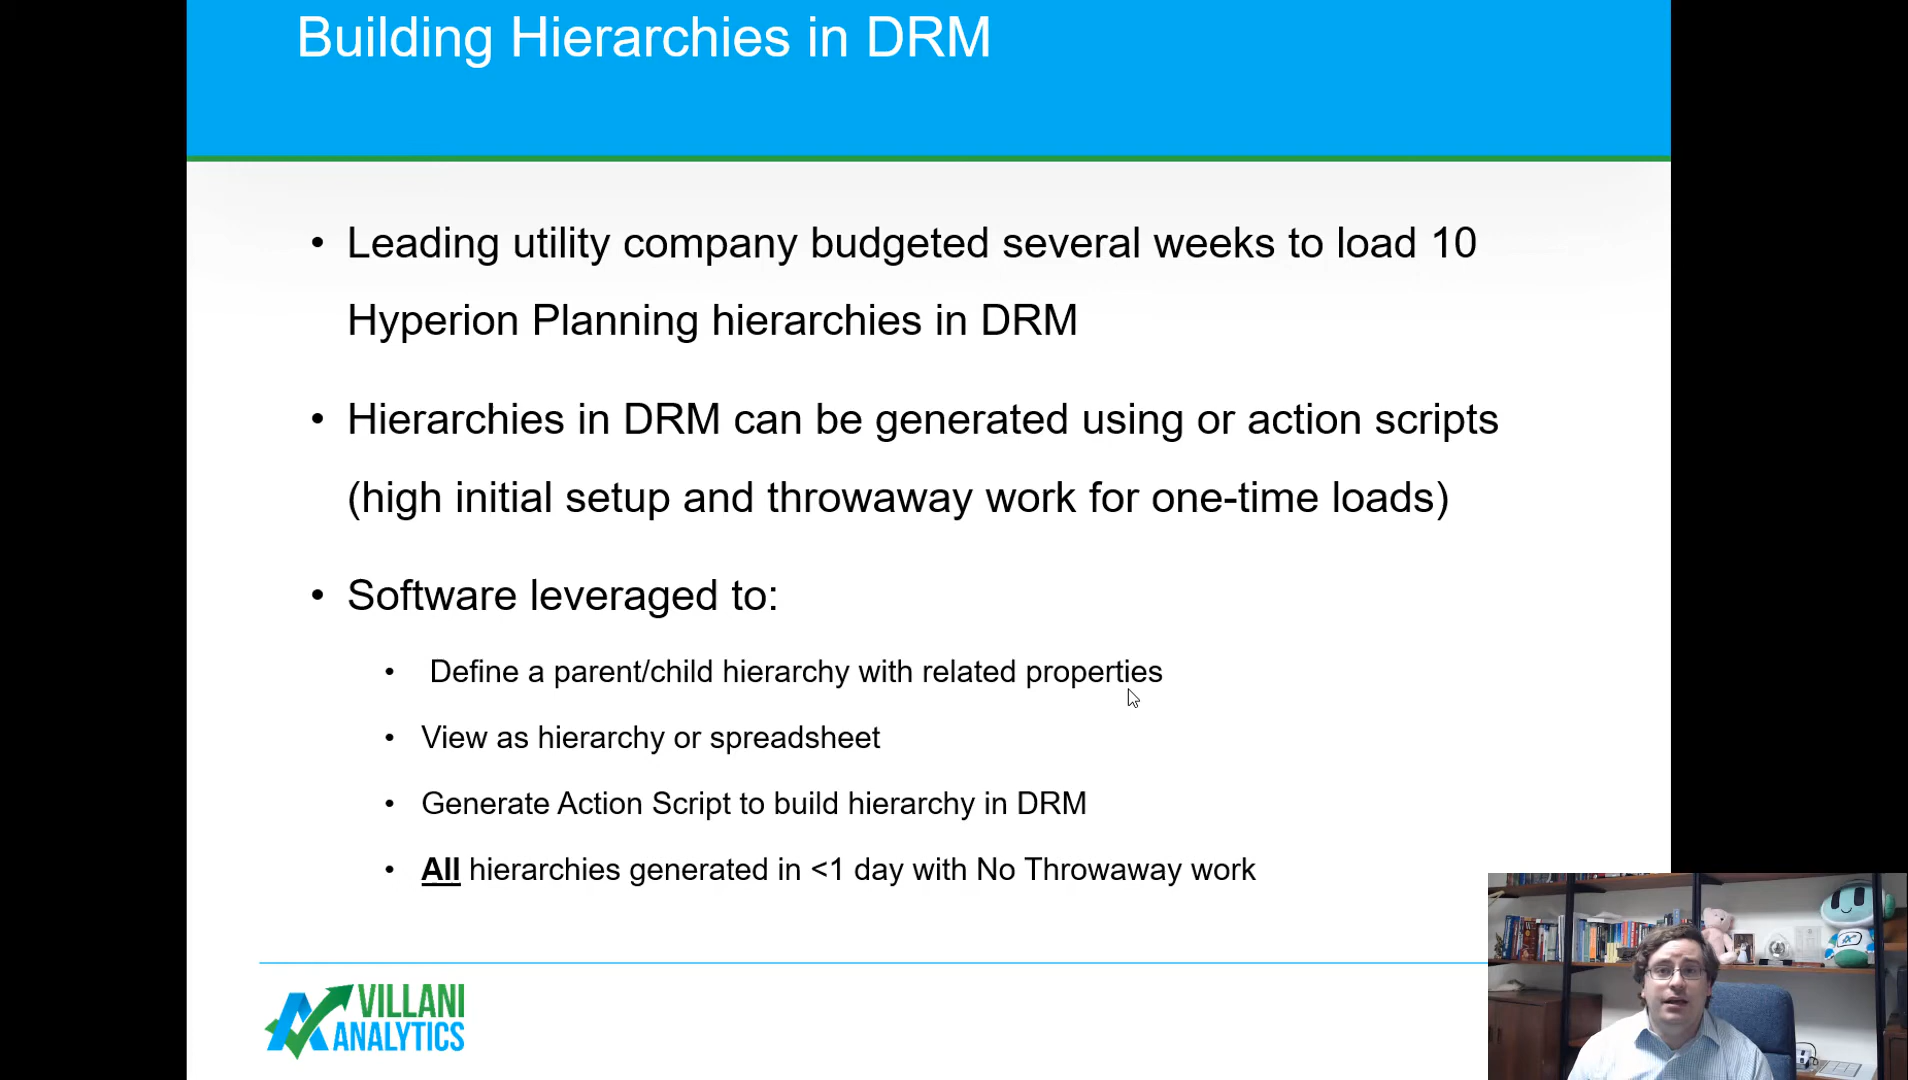 Building Hierarchies in DRM
• Leading utility company budgeted several weeks to load 10
Hyperion Planning hierarchies in DRM
• Hierarchies in DRM can be generated using or action scripts
(high initial setup and throwaway work for one-time loads)
• Software leveraged to:
• Define a parent/child hierarchy with related properties
• View as hierarchy or spreadsheet
• Generate Action Script to build hierarchy in DRM
• All hierarchies generated in <1 day with No Throwaway work
VILLANI
ANALYTICS